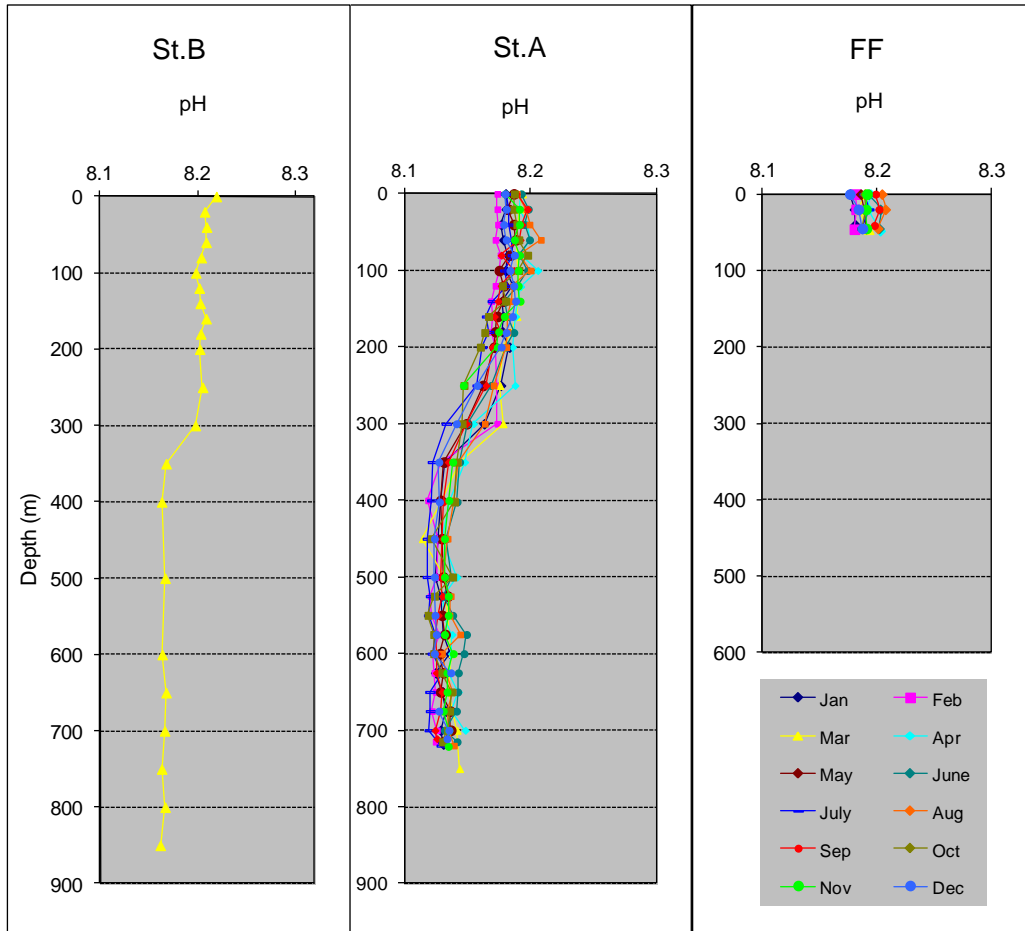 St.B
pH
8.1 8.2 8.3
0
100
200
300
400
500
600
700
800
900
Depth (m)
St.A
pH
8.1 8.2 8.3
0
100
200
300
400
500
600
700
800
900
FF
pH
8.1 8.2 8.3
0
100
200
300
400
500
600
Jan Feb
Mar Apr
May June
July Aug
Sep Oct
Nov Dec